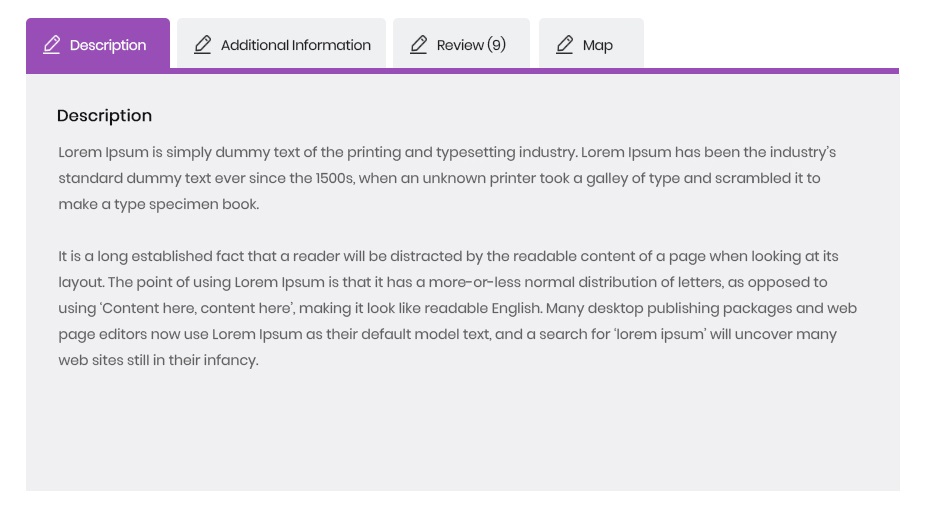 Description
Additional Information
Review (9)
Map
Description
Lorem Ipsum is simply dummy text of the printing and typesetting industry. Lorem Ipsum has been the industry’s
standard dummy text ever since the 1500s, when an unknown printer took a galley of type and scrambled it to
make a type specimen book.
It is a long established fact that a reader will be distracted by the readable content of a page when looking at its
layout. The point of using Lorem Ipsum is that it has a more-or-less normal distribution of letters, as opposed to
using ‘Content here, content here’, making it look like readable English. Many desktop publishing packages and web
page editors now use Lorem Ipsum as their default model text, and a search for ‘lorem ipsum’ will uncover many
web sites still in their infancy.